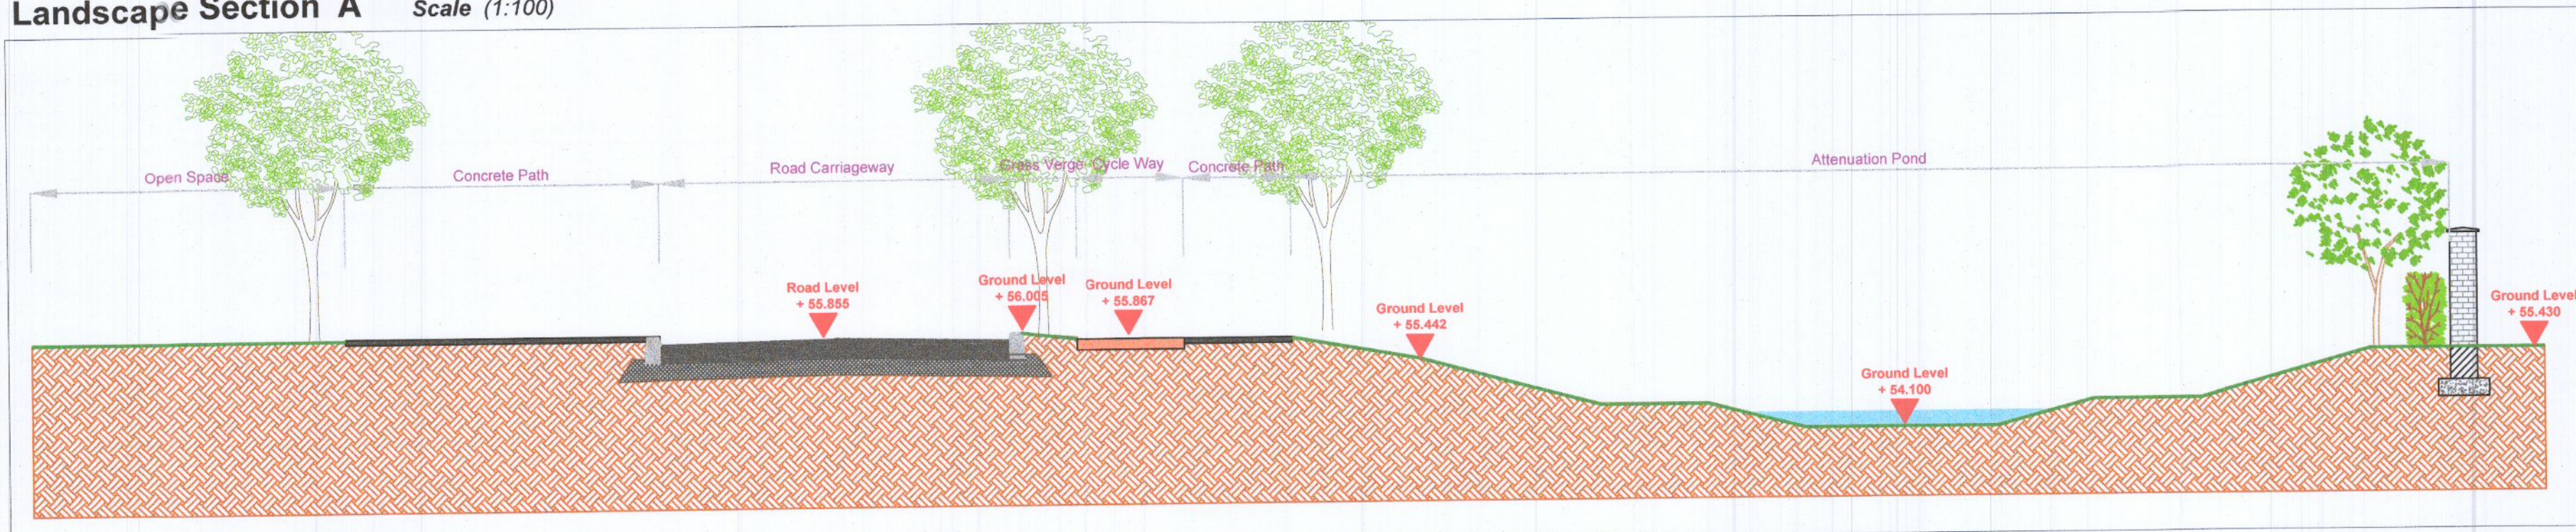 Landscape Section A Scale (1:100)
Open Space
Concrete Path
Road Carriageway
Grass Verge
Cycle Way
Concrete Path
Attenuation Pond
Road Level
+ 55.855
Ground Level
+ 56.005
Ground Level
+ 55.867
Ground Level
+ 55.442
Ground Level
+ 54.100
Ground Level
+ 55.430